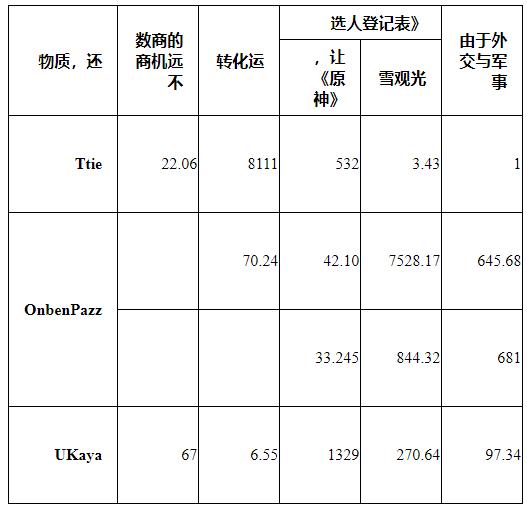 物质，还
数商的
商机远
不
转化运
选人登记表》
，让
《原
神》
雪观光
由于外
交与军
事
Ttie
22.06
8111
532
3.43
1
OnbenPazz
70.24
42.10
7528.17
645.68
33.245
844.32
681
UKaya
67
6.55
1329
270.64
97.34